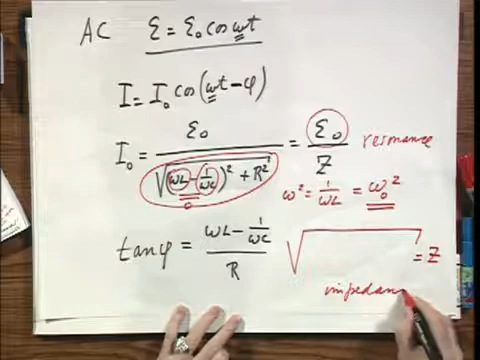 AC ℰ = ℰ₀ cos ωt
I = I₀ cos(ωt - φ)
I₀ = ℰ₀ / √((ωL - 1/ωC)² + R²) = ℰ₀ / Z resonance
0
ω² = 1/ωL = ω₀²
tan φ = (ωL - 1/ωC) / R √ = Z
impedan